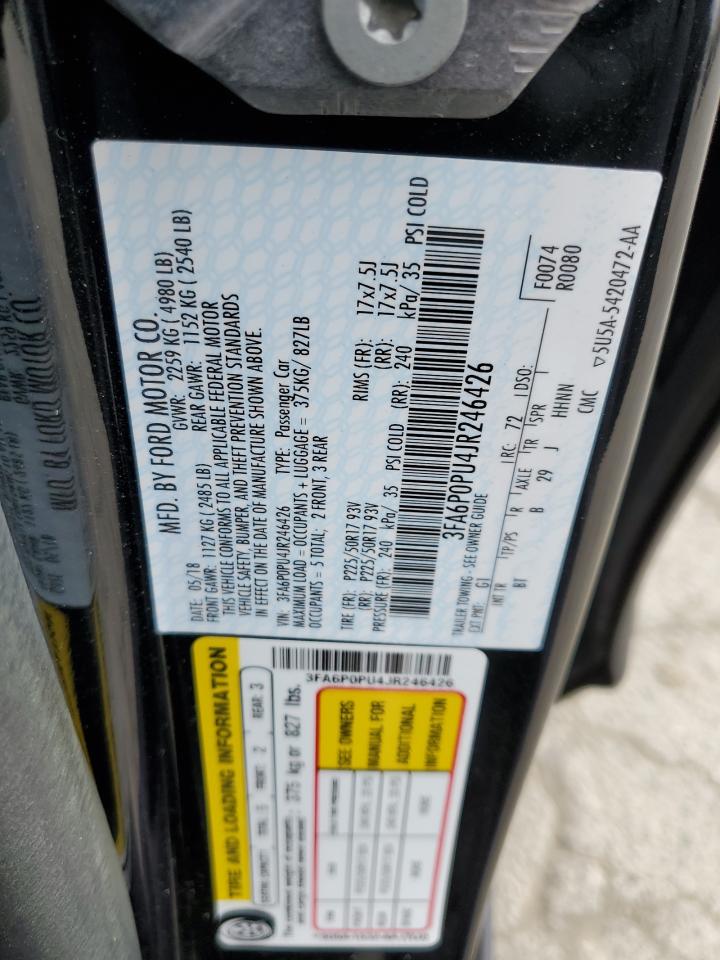 MFD. BY FORD MOTOR CO.
DATE: 05/18 GVWR: 2259 KG ( 4980 LB)
FRONT GAWR: 1127 KG ( 2485 LB) REAR GAWR: 1152 KG ( 2540 LB)
THIS VEHICLE CONFORMS TO ALL APPLICABLE FEDERAL MOTOR
VEHICLE SAFETY, BUMPER, AND THEFT PREVENTION STANDARDS
IN EFFECT ON THE DATE OF MANUFACTURE SHOWN ABOVE.
VIN: 3FA6P0PU4JR246426 TYPE: Passenger Car
MAXIMUM LOAD = OCCUPANTS + LUGGAGE = 375KG/ 827LB
OCCUPANTS = 5 TOTAL; 2 FRONT, 3 REAR
TIRE (FR): P225/50R17 93V RIMS (FR): 17x7.5J
(RR): P225/50R17 93V (RR): 17x7.5J
PRESSURE (FR): 240 kPa/ 35 PSI COLD (RR): 240 kPa/ 35 PSI COLD
3FA6P0PU4JR246426
TRAILER TOWING - SEE OWNER GUIDE
F0074
R0080
EXT PNT: G1 RC: 72 DSO:
INT TR TP/PS R AXLE TR SPR
BT B 29 J HHNN
CMC
▽5U5A-5420472-AA
3FA6P0PU4JR246426
TIRE AND LOADING INFORMATION
FRONT: 2 REAR: 3
375 kg or 827 lbs.
SEE OWNERS
MANUAL FOR
ADDITIONAL
INFORMATION